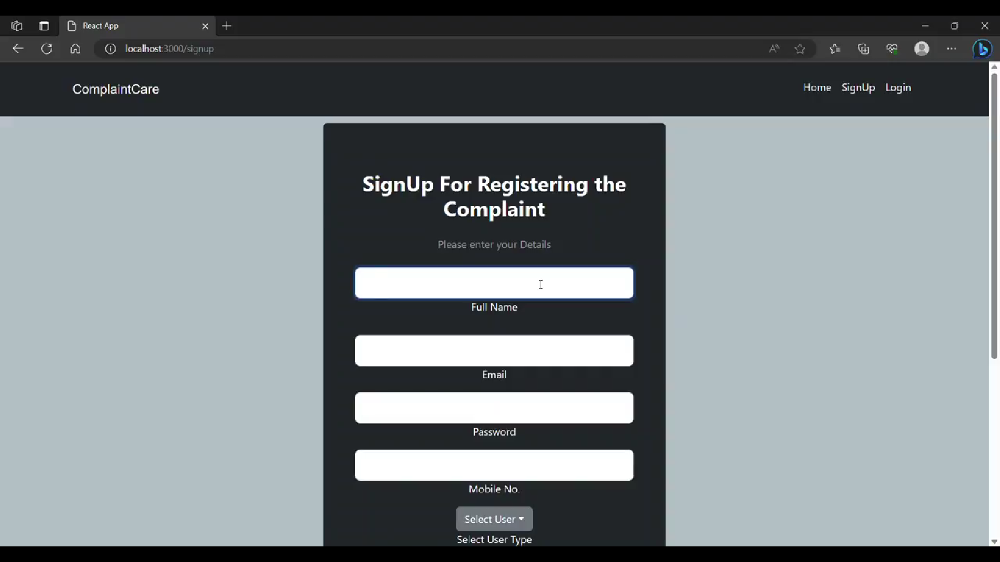 React App
localhost:3000/signup
ComplaintCare
Home SignUp Login
SignUp For Registering the
Complaint
Please enter your Details
Full Name
Email
Password
Mobile No.
Select User
Select User Type